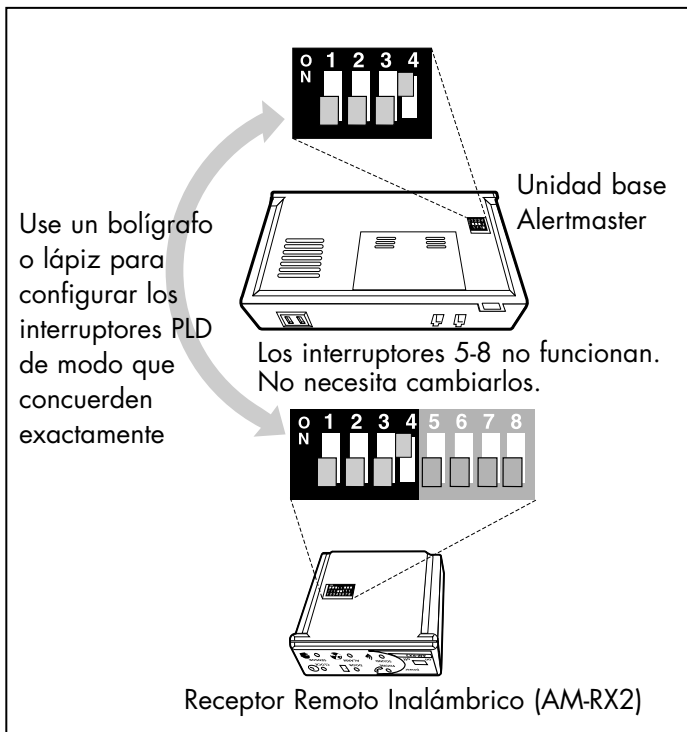 O N 1 2 3 4
Unidad base
Alertmaster
Use un bolígrafo
o lápiz para
configurar los
interruptores PLD
de modo que
concuerden
exactamente
Los interruptores 5-8 no funcionan.
No necesita cambiarlos.
O N 1 2 3 4 5 6 7 8
Receptor Remoto Inalámbrico (AM-RX2)